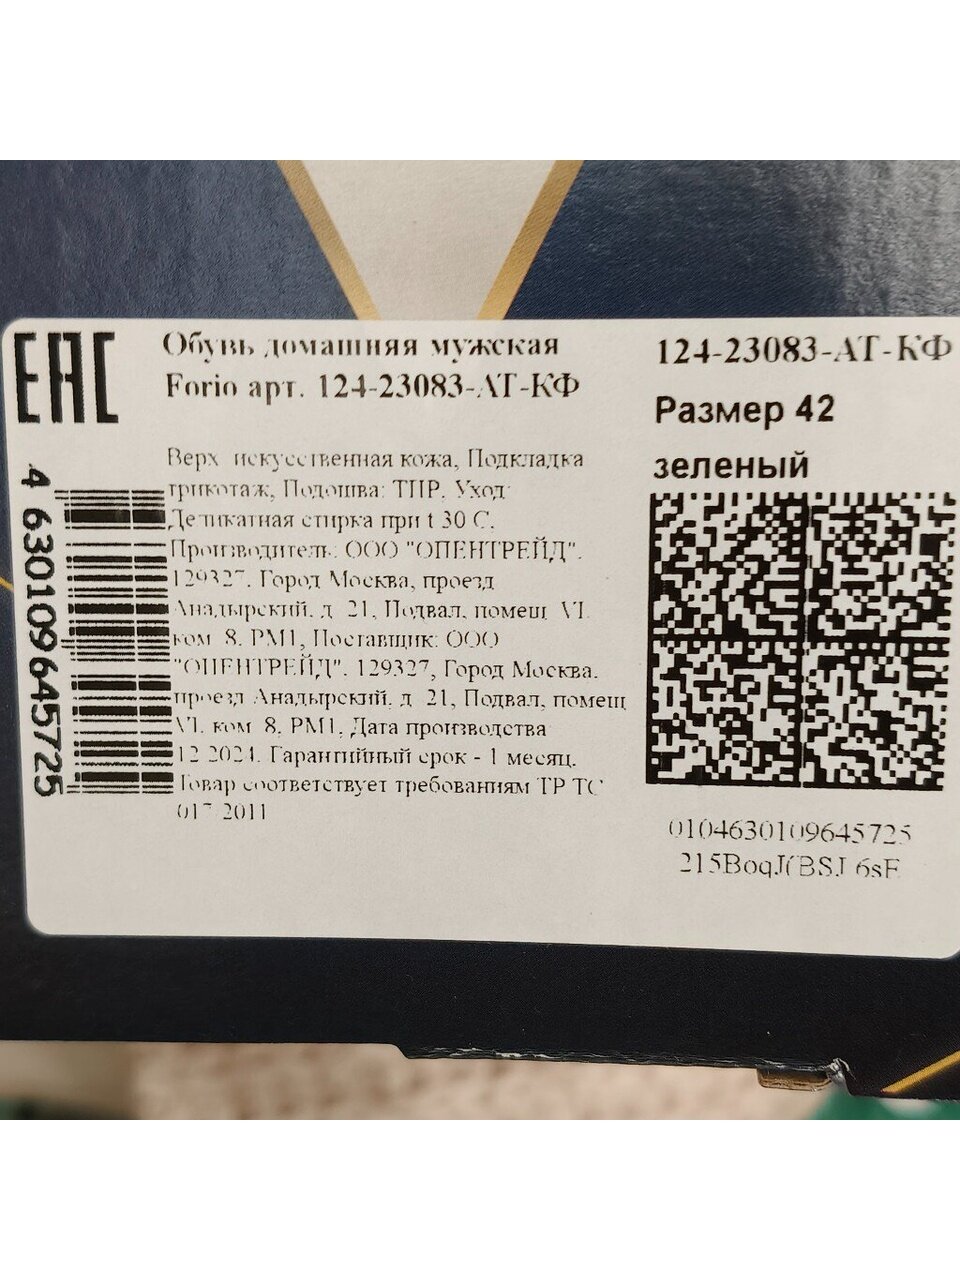 ЕАС
Обувь домашняя мужская
Forio арт. 124-23083-АТ-КФ
Верх искусственная кожа, Подкладка
трикотаж, Подошва: ТПР. Уход:
Деликатная стирка при t 30 С.
Производитель: ООО "ОПЕНТРЕЙД".
129327, Город Москва, проезд
Анадырский, д. 21, Подвал, помещ. VI,
ком. 8, РМ1, Поставщик: ООО
"ОПЕНТРЕЙД". 129327, Город Москва,
проезд Анадырский, д. 21, Подвал, помещ
VI, ком. 8, РМ1, Дата производства
12.2024. Гарантийный срок - 1 месяц.
Товар соответствует требованиям ТР ТС
017 2011
4 630109 645725
124-23083-АТ-КФ
Размер 42
зеленый
0104630109645725